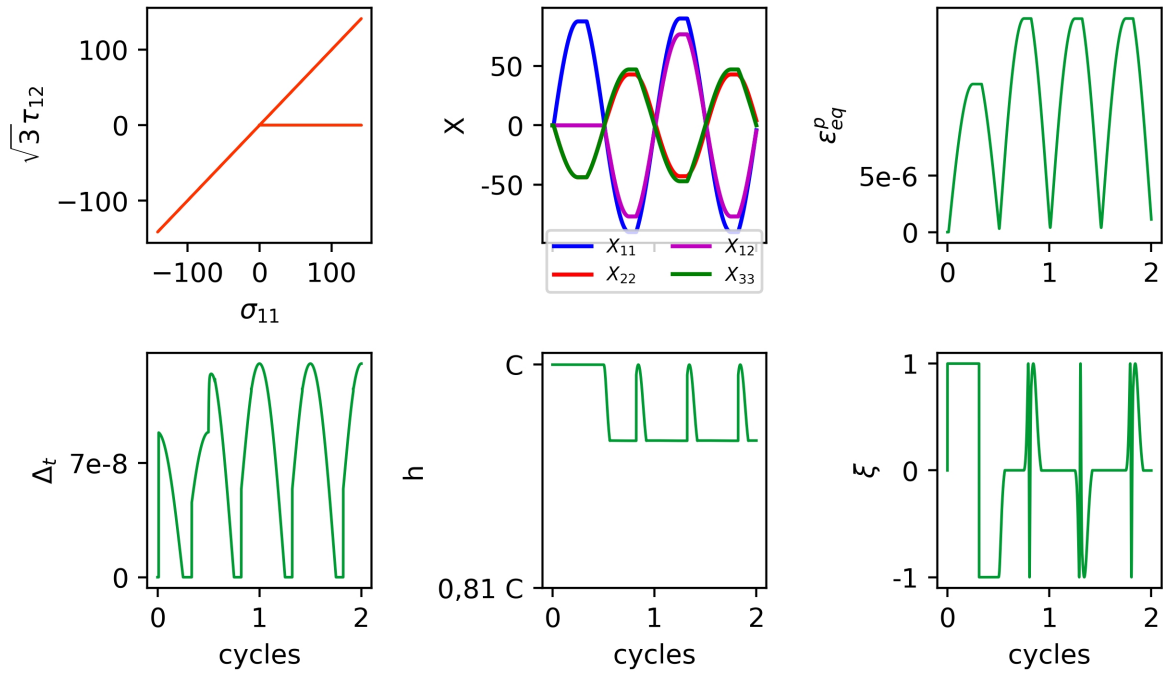 √3 τ12
100
0
−100
−100 0 100
σ11
X
50
0
-50
X11 X12
X22 X33
ε^p_eq
5e-6
0
0 1 2
Δt
7e-8
0
0 1 2
cycles
h
C
0,81 C
0 1 2
cycles
ξ
1
0
-1
0 1 2
cycles